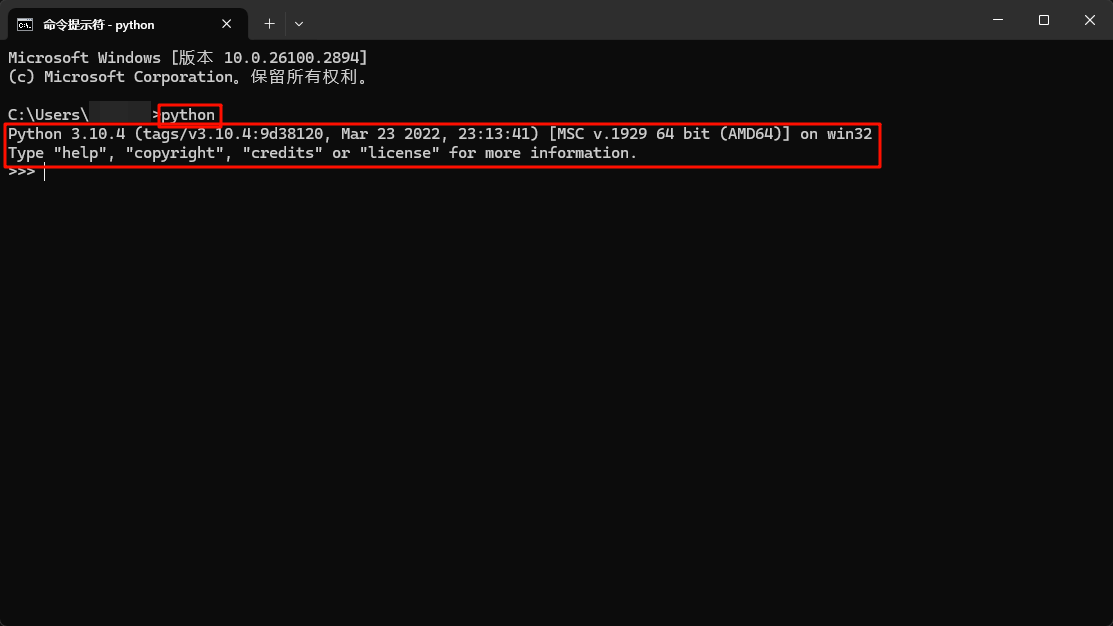 命令提示符 - python
Microsoft Windows [版本 10.0.26100.2894]
(c) Microsoft Corporation。保留所有权利。
C:\Users\ >python
Python 3.10.4 (tags/v3.10.4:9d38120, Mar 23 2022, 23:13:41) [MSC v.1929 64 bit (AMD64)] on win32
Type "help", "copyright", "credits" or "license" for more information.
>>>